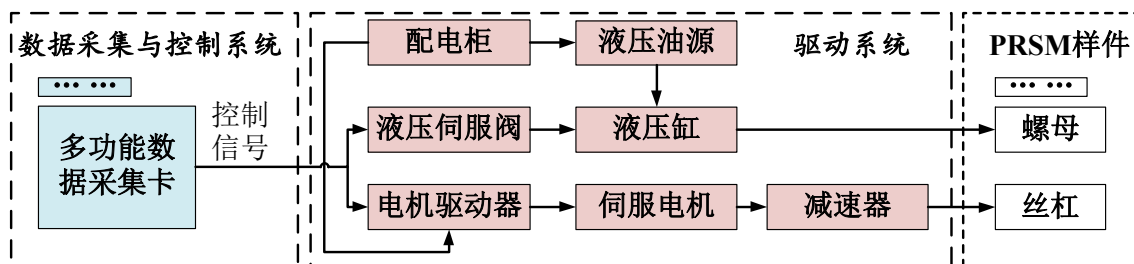 数据采集与控制系统
配电柜
液压油源
驱动系统
PRSM样件
••• •••
••• •••
控制
信号
多功能数
据采集卡
液压伺服阀
液压缸
螺母
电机驱动器
伺服电机
减速器
丝杠